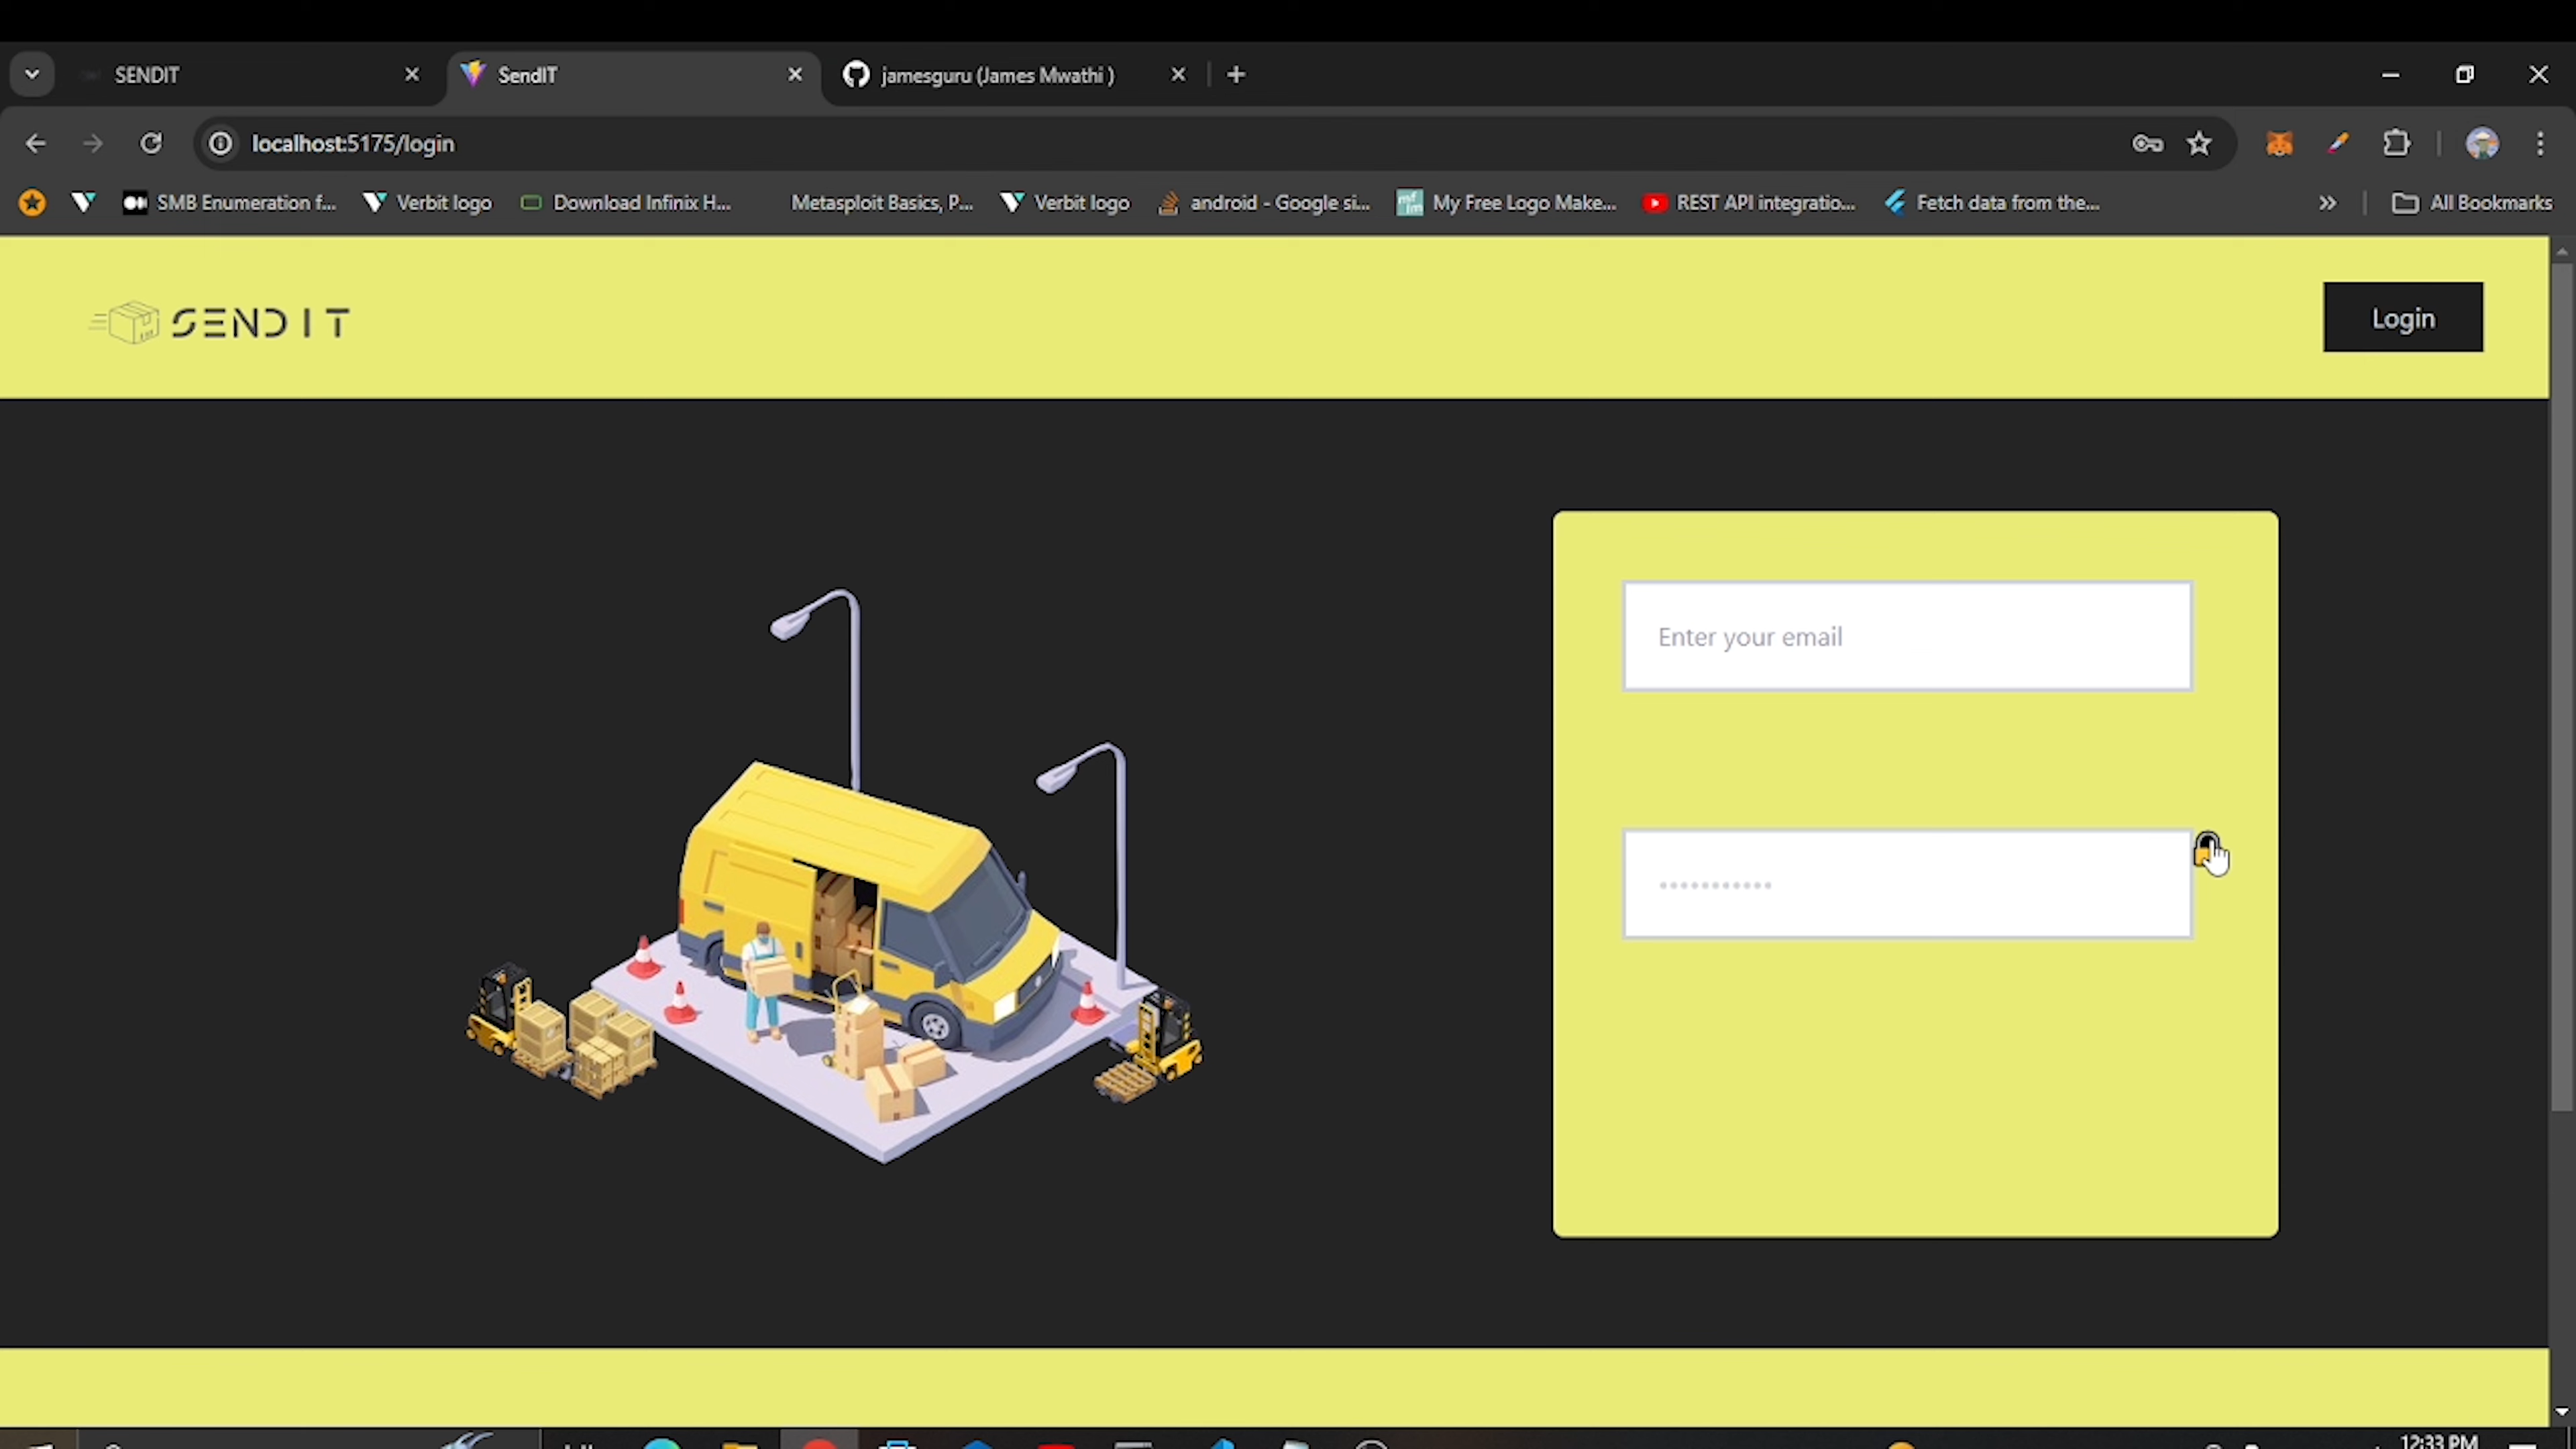 SENDIT
SendIT
jamesguru (James Mwathi )
localhost:5175/login
SMB Enumeration f...
Verbit logo
Download Infinix H...
Metasploit Basics, P...
Verbit logo
android - Google si...
mf
lm
My Free Logo Make...
REST API integratio...
Fetch data from the...
All Bookmarks
SENDIT
Login
Enter your email
12:33 PM